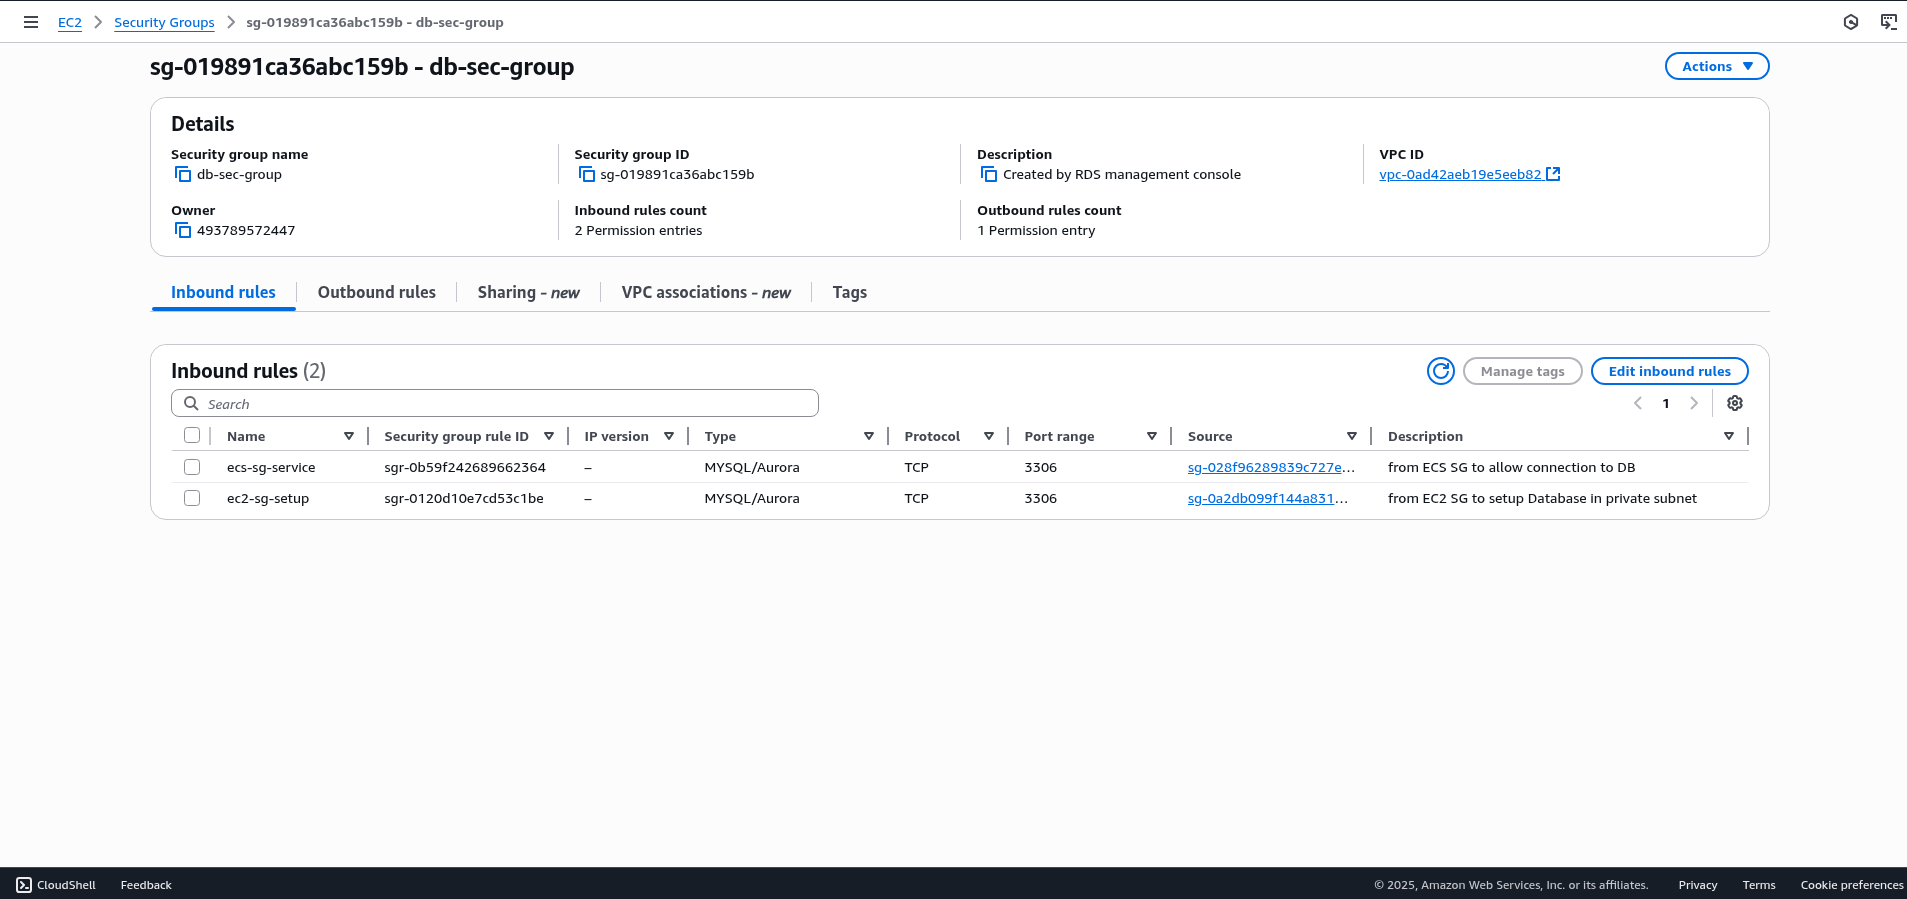 EC2 > Security Groups > sg-019891ca36abc159b - db-sec-group
sg-019891ca36abc159b - db-sec-group
Actions
Details
Security group name
db-sec-group
Security group ID
sg-019891ca36abc159b
Description
Created by RDS management console
VPC ID
vpc-0ad42aeb19e5eeb82
Owner
493789572447
Inbound rules count
2 Permission entries
Outbound rules count
1 Permission entry
Inbound rules | Outbound rules | Sharing - new | VPC associations - new | Tags
Inbound rules (2)
Manage tags
Edit inbound rules
Search
1
Name Security group rule ID IP version Type Protocol Port range Source Description
ecs-sg-service sgr-0b59f242689662364 – MYSQL/Aurora TCP 3306 sg-028f96289839c727e... from ECS SG to allow connection to DB
ec2-sg-setup sgr-0120d10e7cd53c1be – MYSQL/Aurora TCP 3306 sg-0a2db099f144a831... from EC2 SG to setup Database in private subnet
CloudShell Feedback © 2025, Amazon Web Services, Inc. or its affiliates. Privacy Terms Cookie preferences